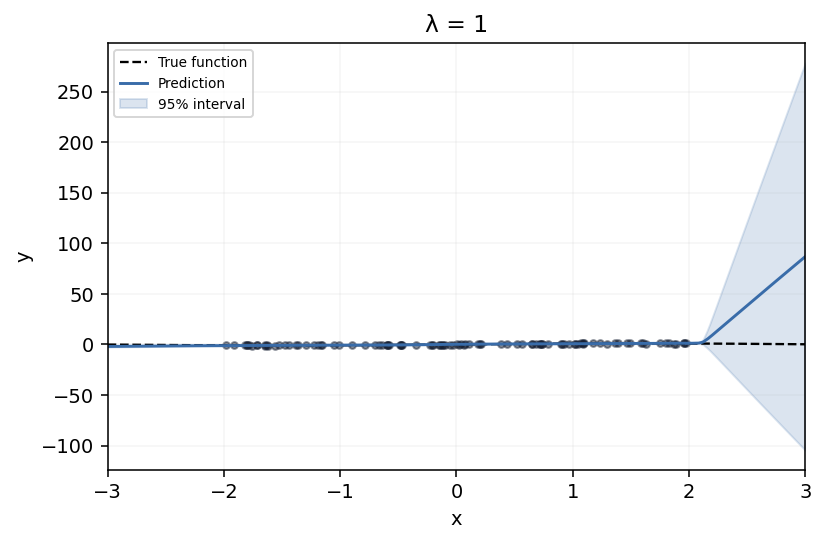 λ = 1
True function
Prediction
95% interval
250
200
150
100
50
0
−50
−100
y
−3
−2
−1
0
1
2
3
x